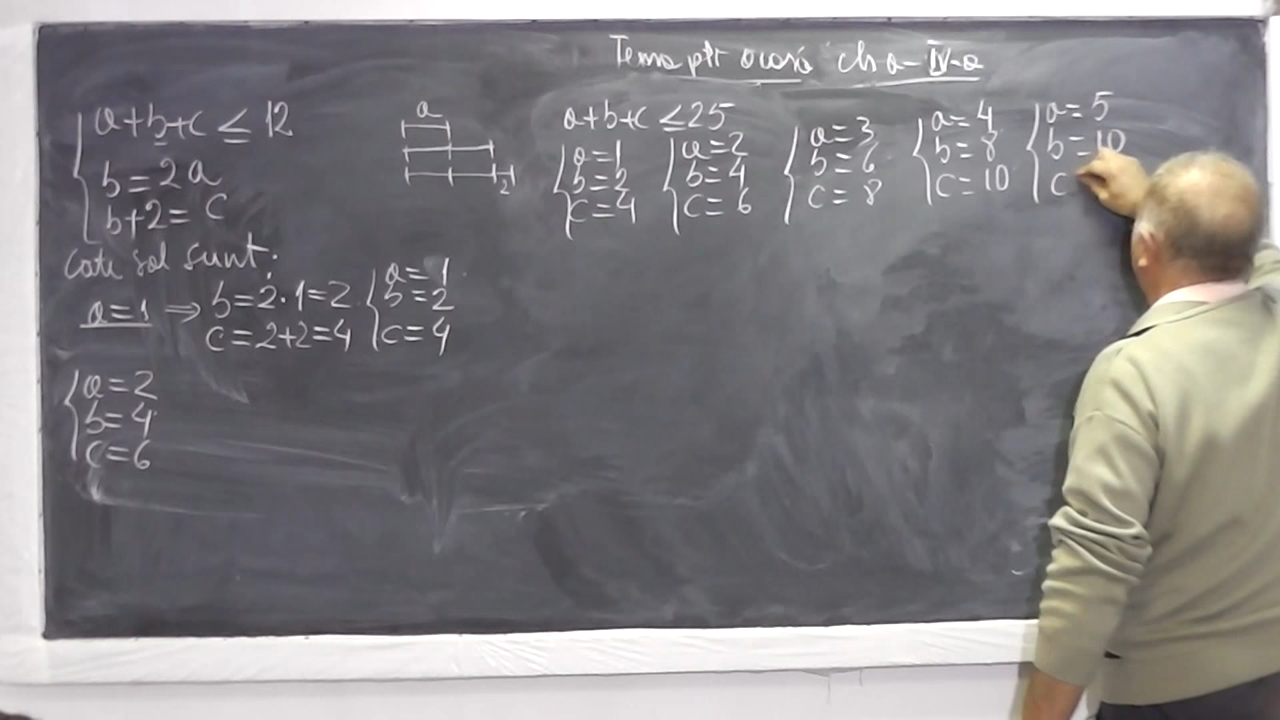 Tema ptr acasă cls a-IV-a
a+b+c ≤ 12
b=2a
b+2= c
Cate sol sunt.
a=1 ⇒ b=2·1=2
c=2+2=4
a=1
b=2
c=4
a=2
b=4
c=6
a
2
a+b+c ≤25
a=1
b=2
c=4
a=2
b=4
c=6
a=3
b=6
c=8
a=4
b=8
c=10
a=5
b=10
c